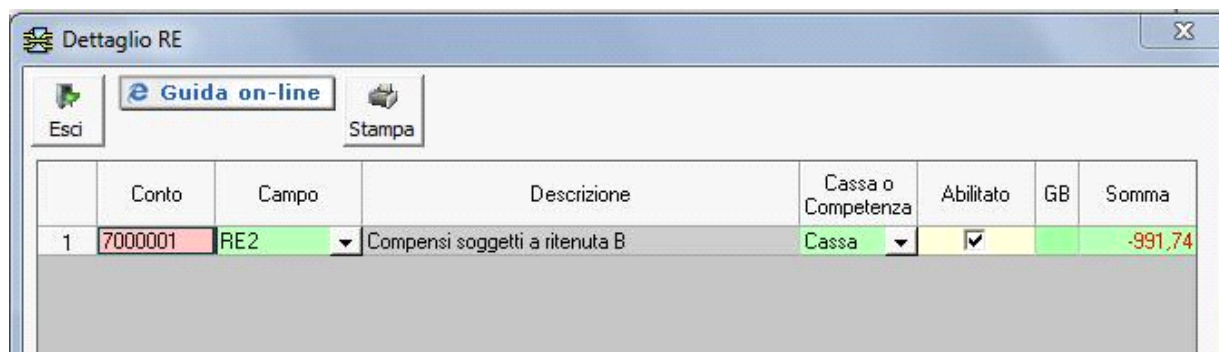 Dettaglio RE
Guida on-line
Esci
Stampa
Conto Campo Descrizione Cassa o Competenza Abilitato GB Somma
1 7000001 RE2 Compensi soggetti a ritenuta B Cassa -991,74